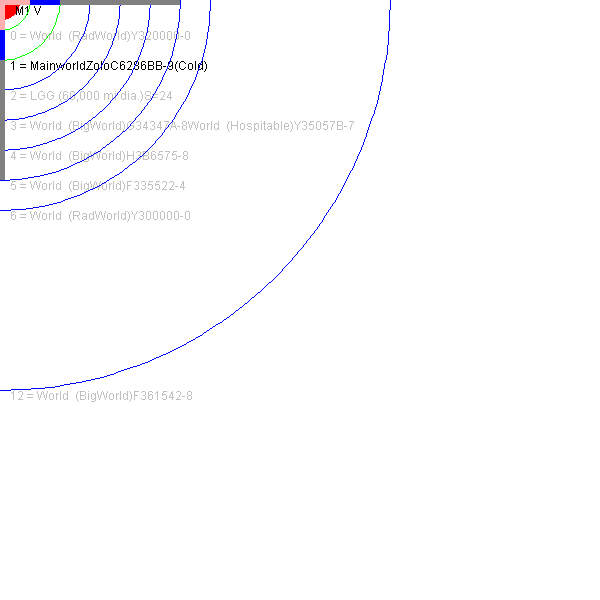 M1 V
0 = World (RadWorld)Y320000-0
1 = MainworldZoloC6286BB-9(Cold)
2 = LGG (60,000 mi dia.)S=24
3 = World (BigWorld)G34347A-8World (Hospitable)Y35057B-7
4 = World (BigWorld)H2B6575-8
5 = World (BigWorld)F335522-4
6 = World (RadWorld)Y300000-0
12 = World (BigWorld)F361542-8